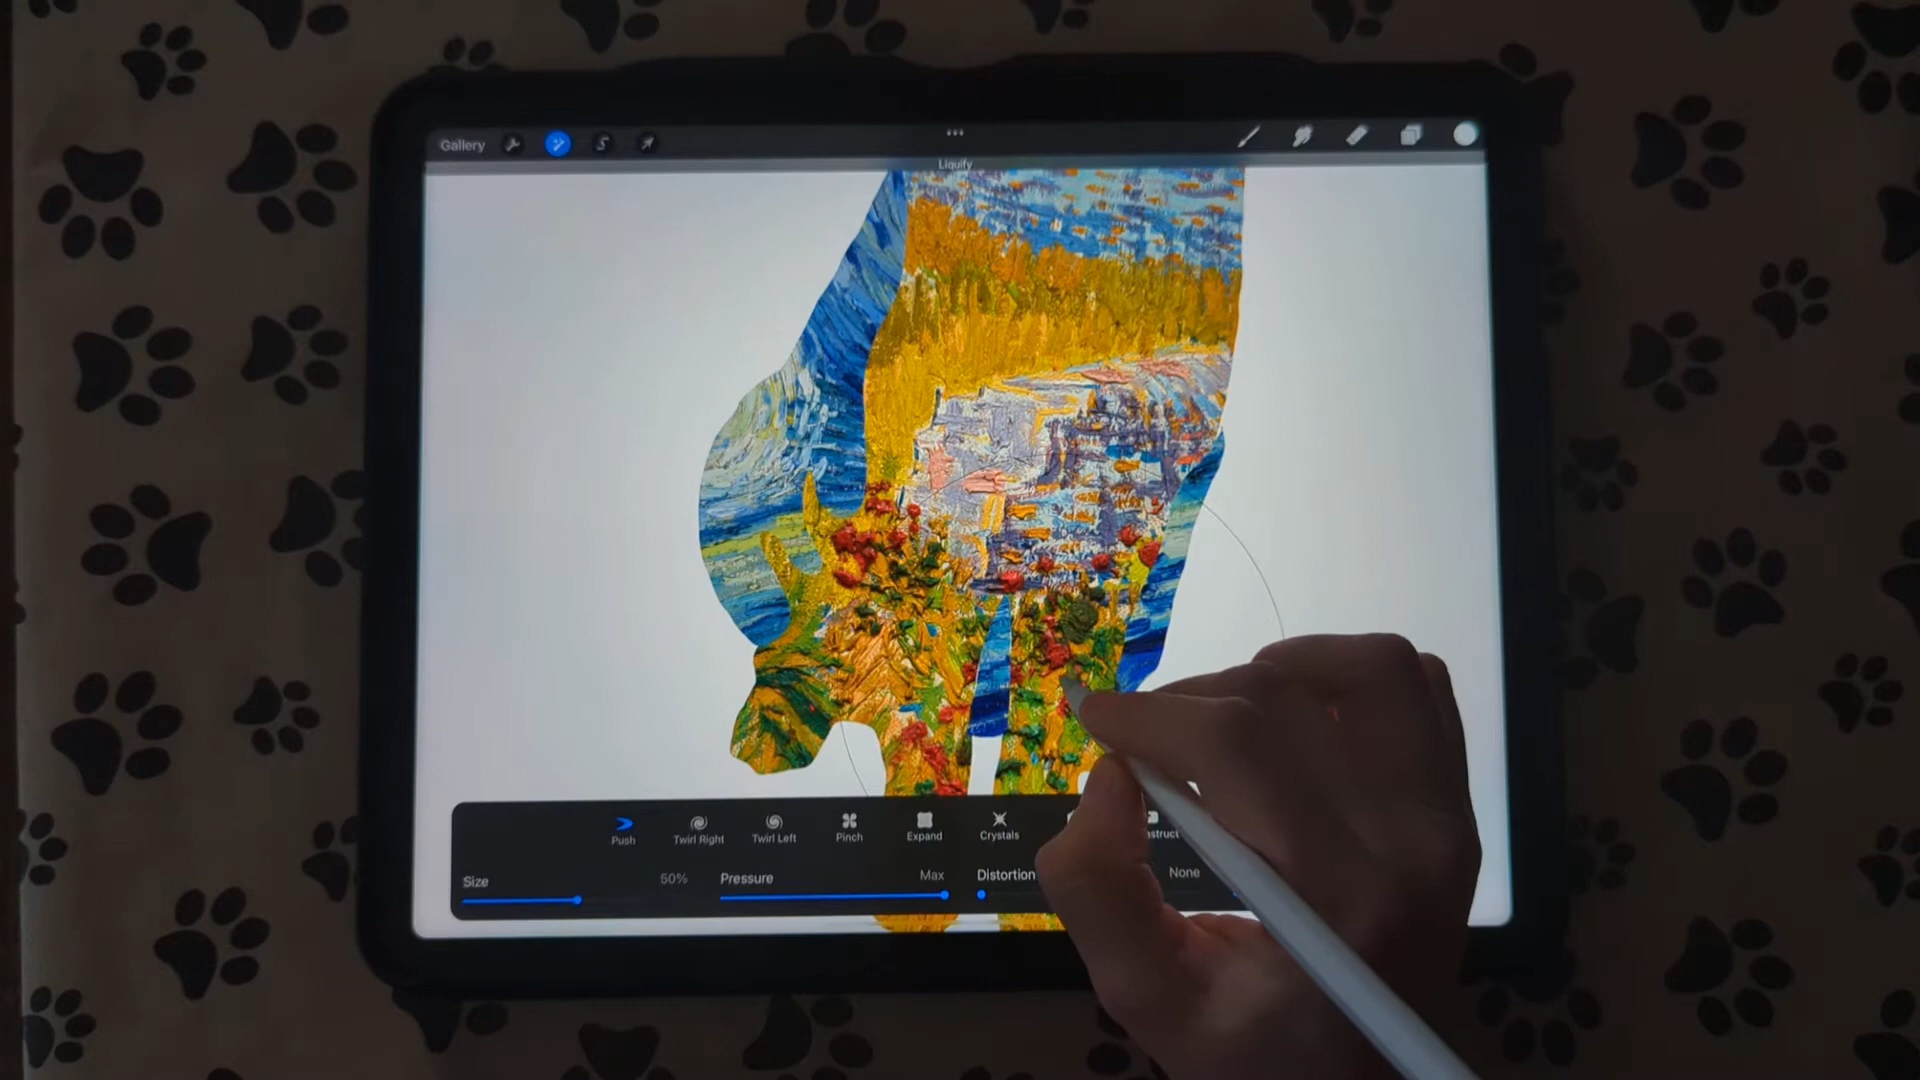 Gallery
Liquify
Push
Twirl Right
Twirl Left
Pinch
Expand
Crystals
Size
50%
Pressure
Max
Distortion
None